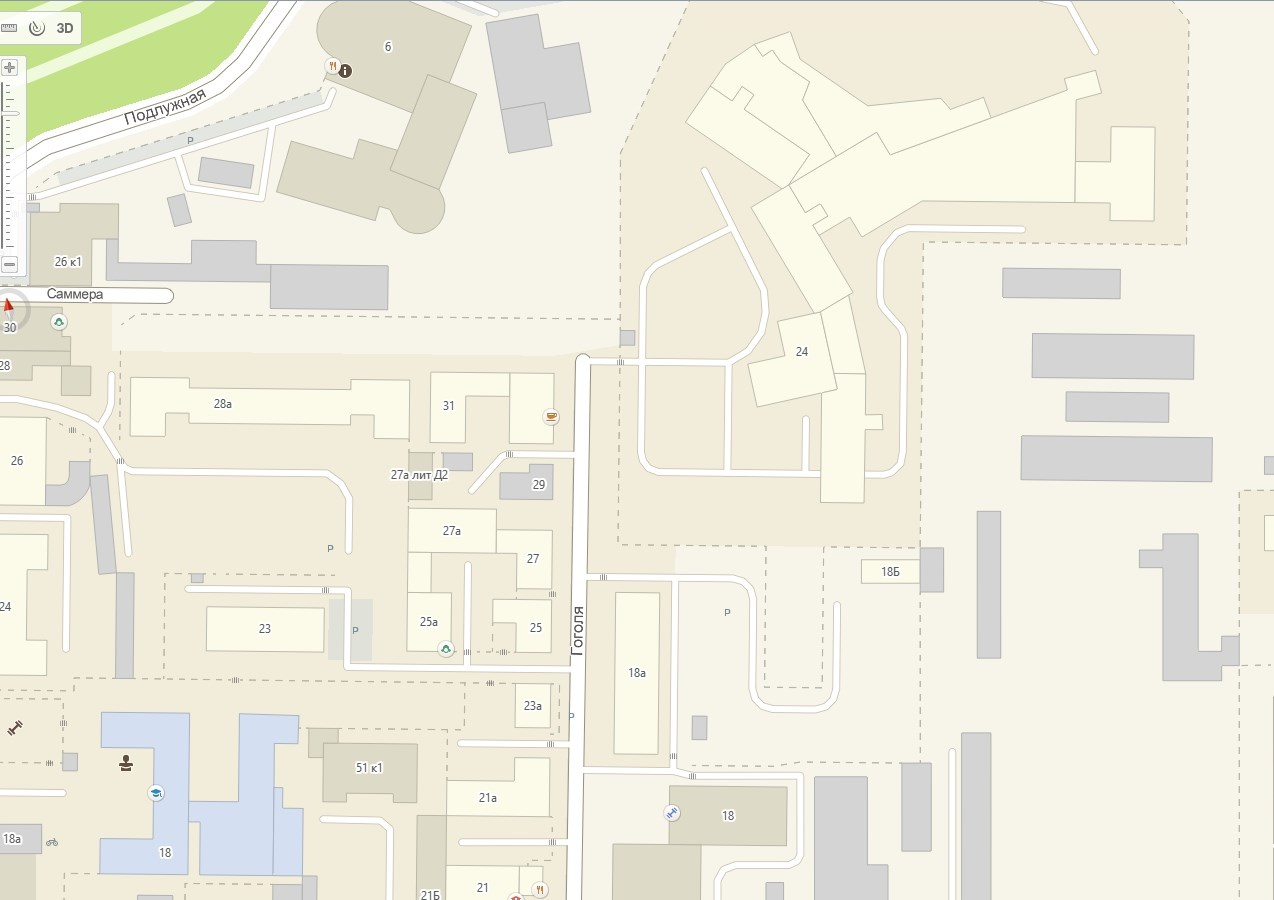 3D
6
Подлужная
P
26 к1
Саммера
30
28
24
28а
31
26
27а лит Д2
29
27а
27
P
18Б
24
23
P
25а
25
P
Гоголя
18а
23а
P
51 к1
21а
18а
18
18
21Б
21